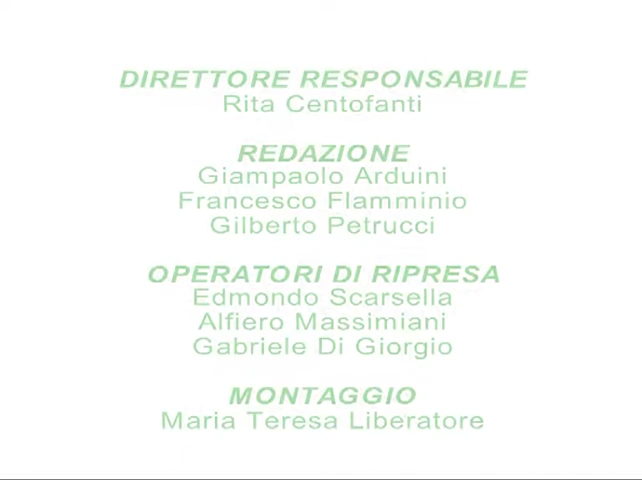 DIRETTORE RESPONSABILE
Rita Centofanti
REDAZIONE
Giampaolo Arduini
Francesco Flamminio
Gilberto Petrucci
OPERATORI DI RIPRESA
Edmondo Scarsella
Alfiero Massimiani
Gabriele Di Giorgio
MONTAGGIO
Maria Teresa Liberatore